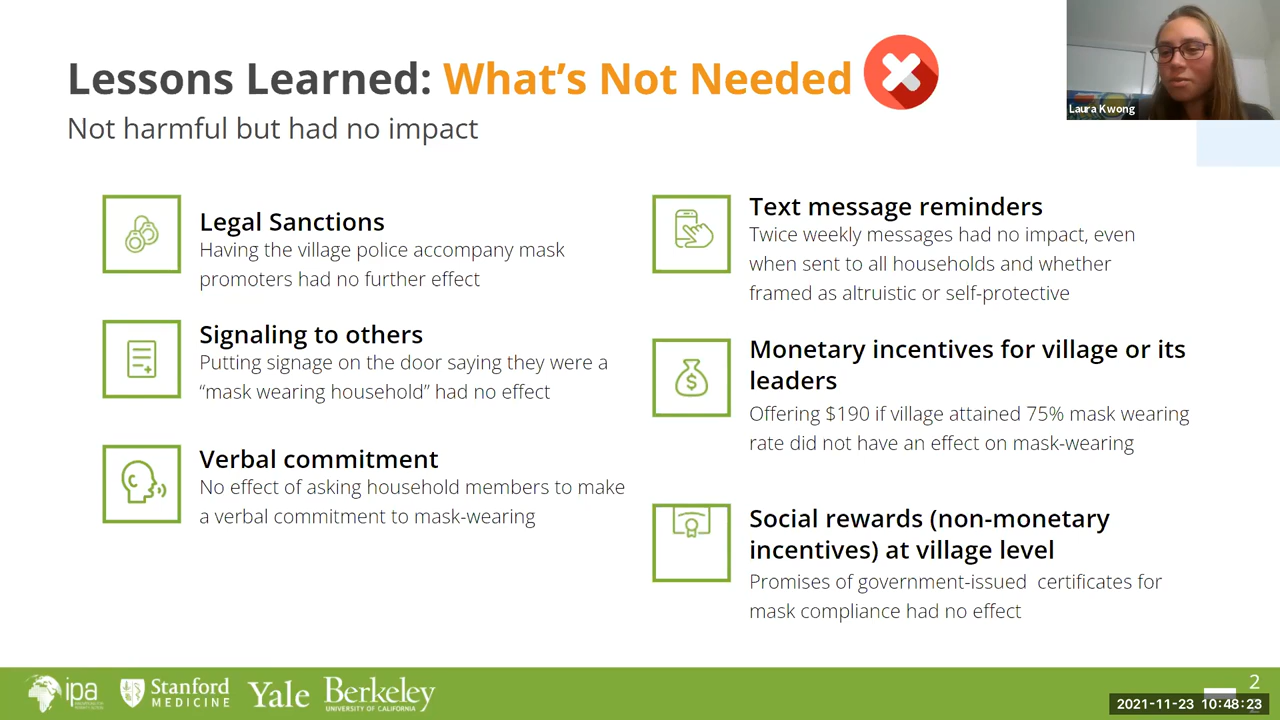 Lessons Learned: What's Not Needed
Not harmful but had no impact
Laura Kwong
Legal Sanctions
Having the village police accompany mask
promoters had no further effect
Signaling to others
Putting signage on the door saying they were a
“mask wearing household” had no effect
Verbal commitment
No effect of asking household members to make
a verbal commitment to mask-wearing
Text message reminders
Twice weekly messages had no impact, even
when sent to all households and whether
framed as altruistic or self-protective
Monetary incentives for village or its
leaders
Offering $190 if village attained 75% mask wearing
rate did not have an effect on mask-wearing
Social rewards (non-monetary
incentives) at village level
Promises of government-issued certificates for
mask compliance had no effect
ipa
Stanford
MEDICINE
Yale
Berkeley
UNIVERSITY OF CALIFORNIA
2
2021-11-23 10:48:23